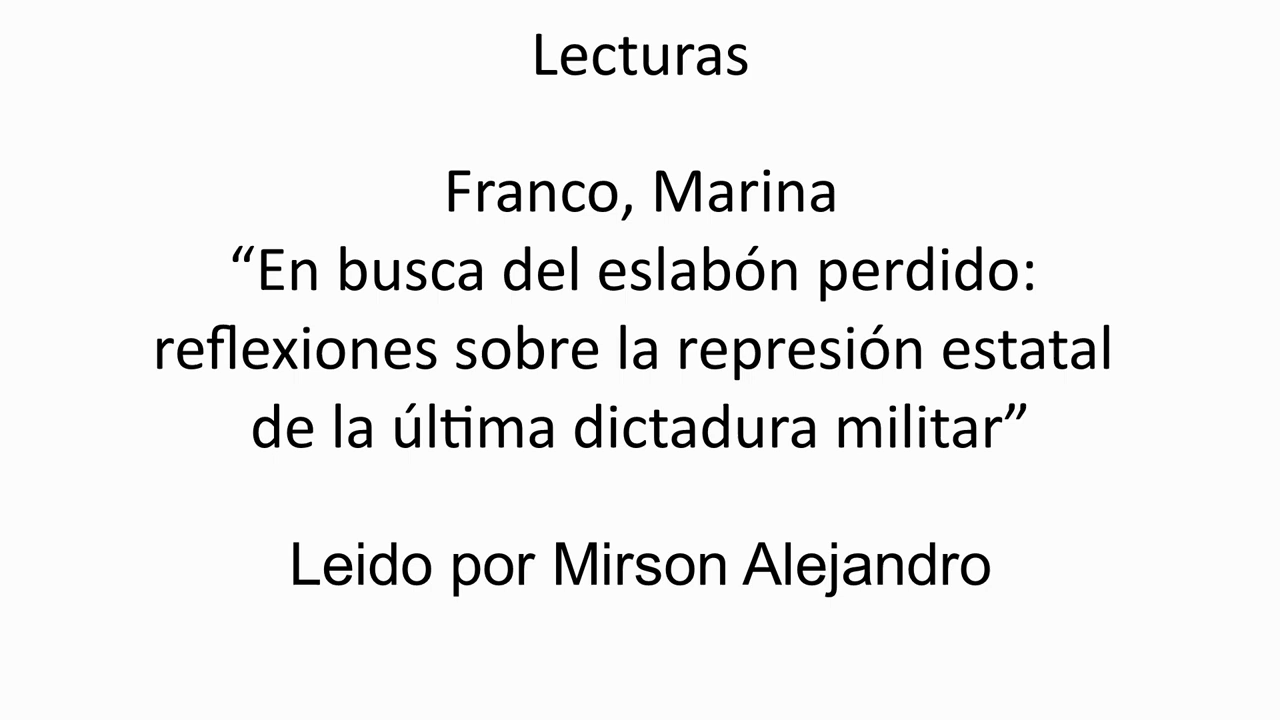 Lecturas
Franco, Marina
“En busca del eslabón perdido:
reflexiones sobre la represión estatal
de la última dictadura militar”
Leido por Mirson Alejandro